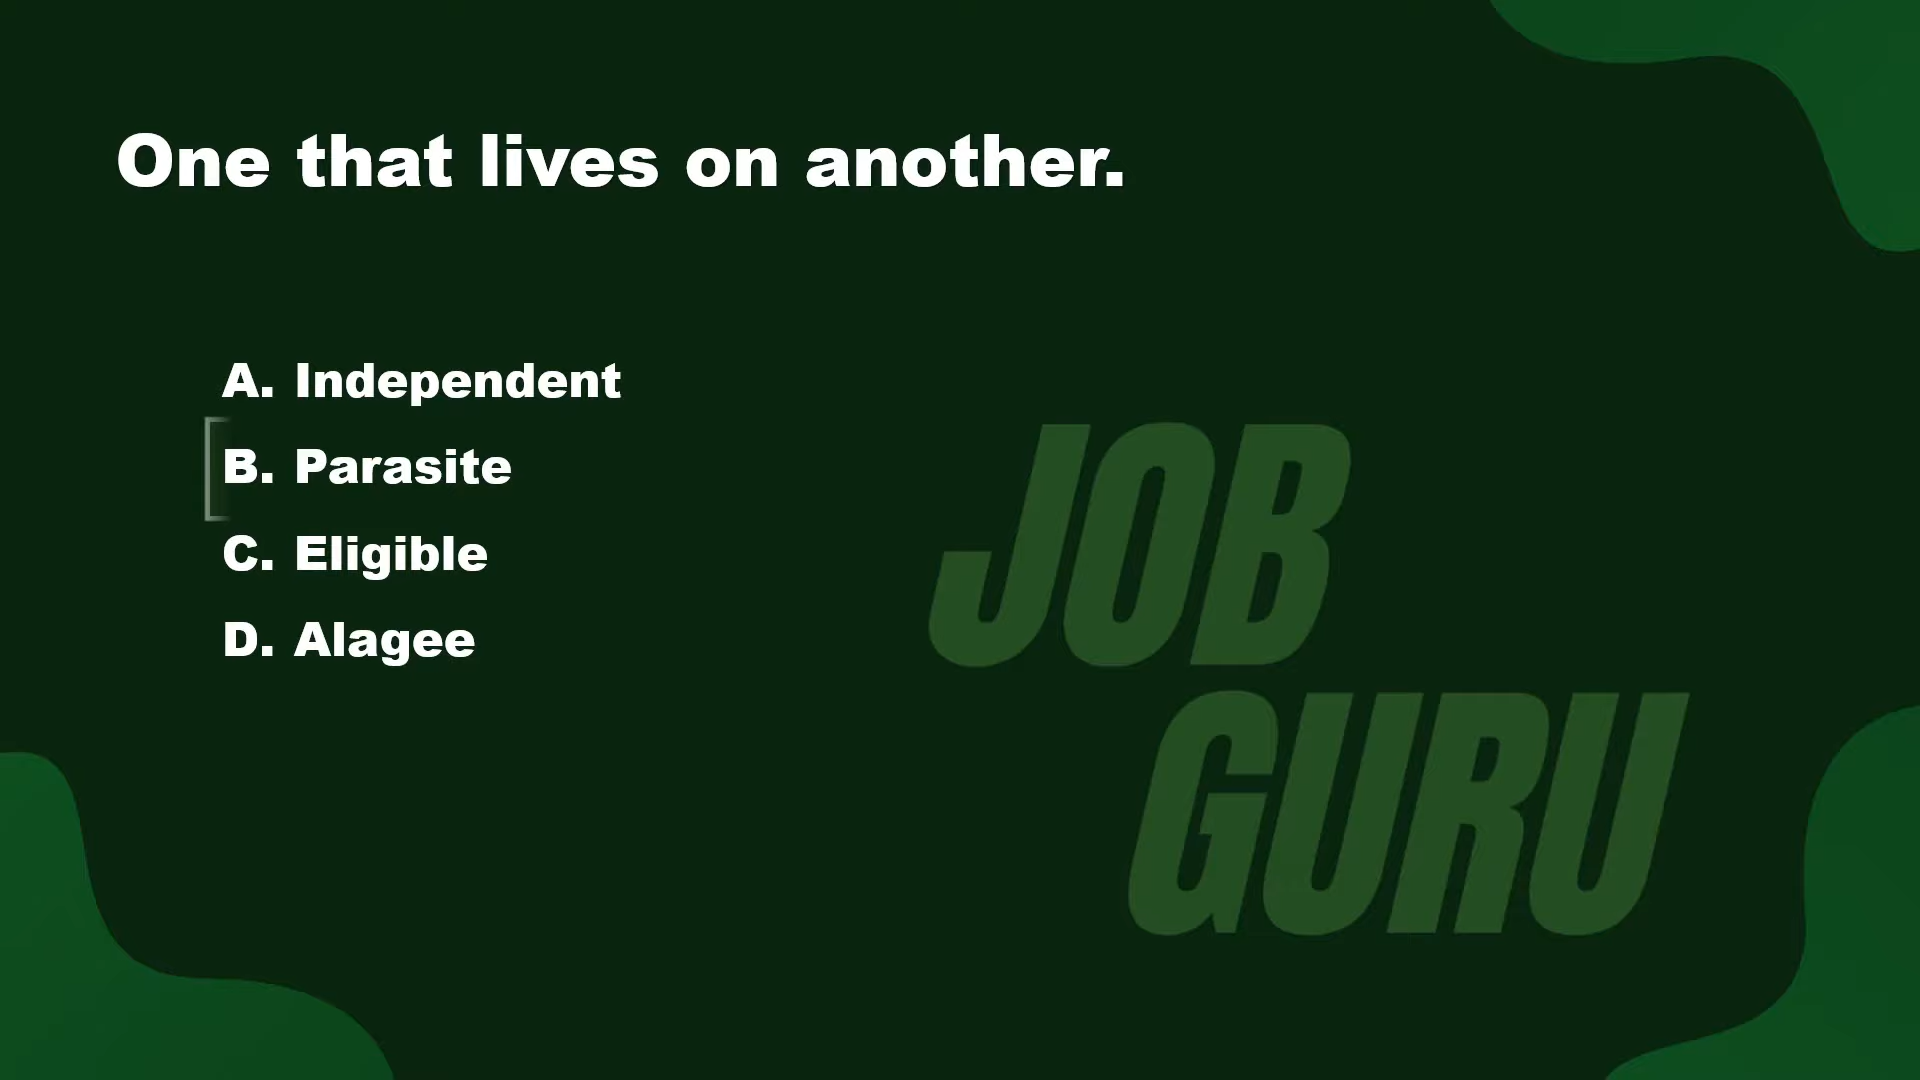 One that lives on another.
A. Independent
B. Parasite
C. Eligible
D. Alagee
JOB
GURU